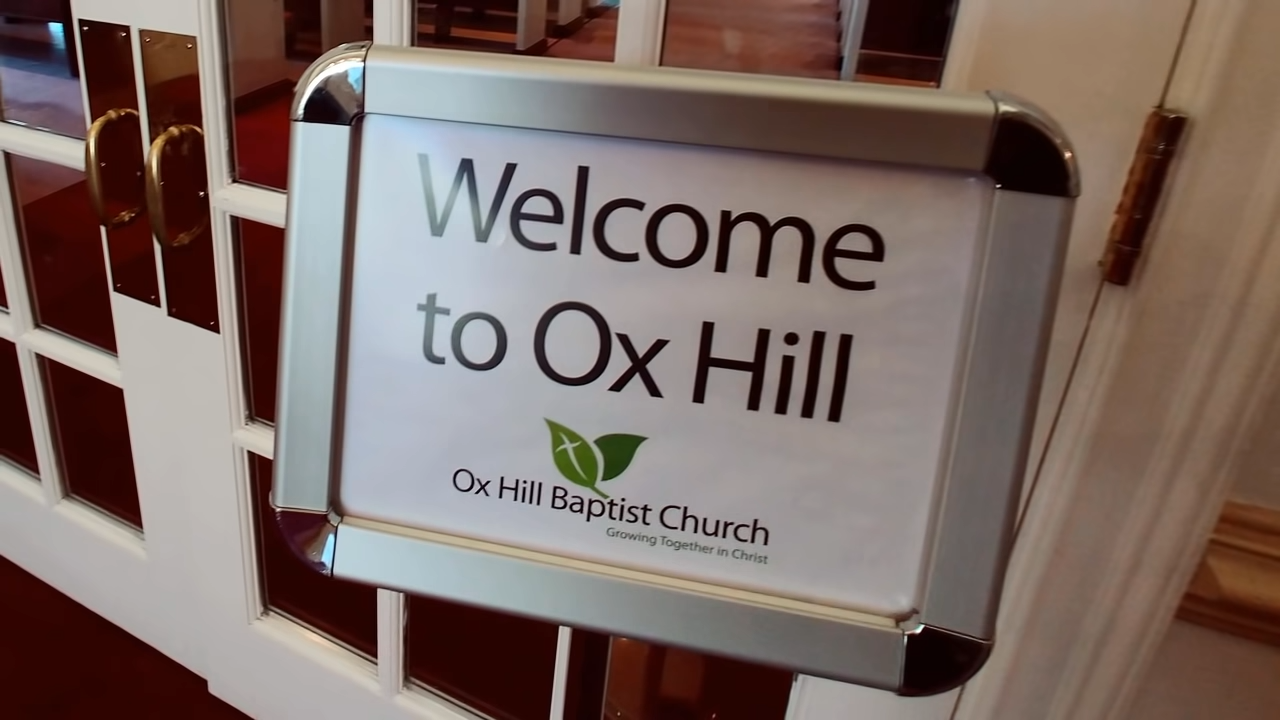 Welcome
to Ox Hill
Ox Hill Baptist Church
Growing Together in Christ